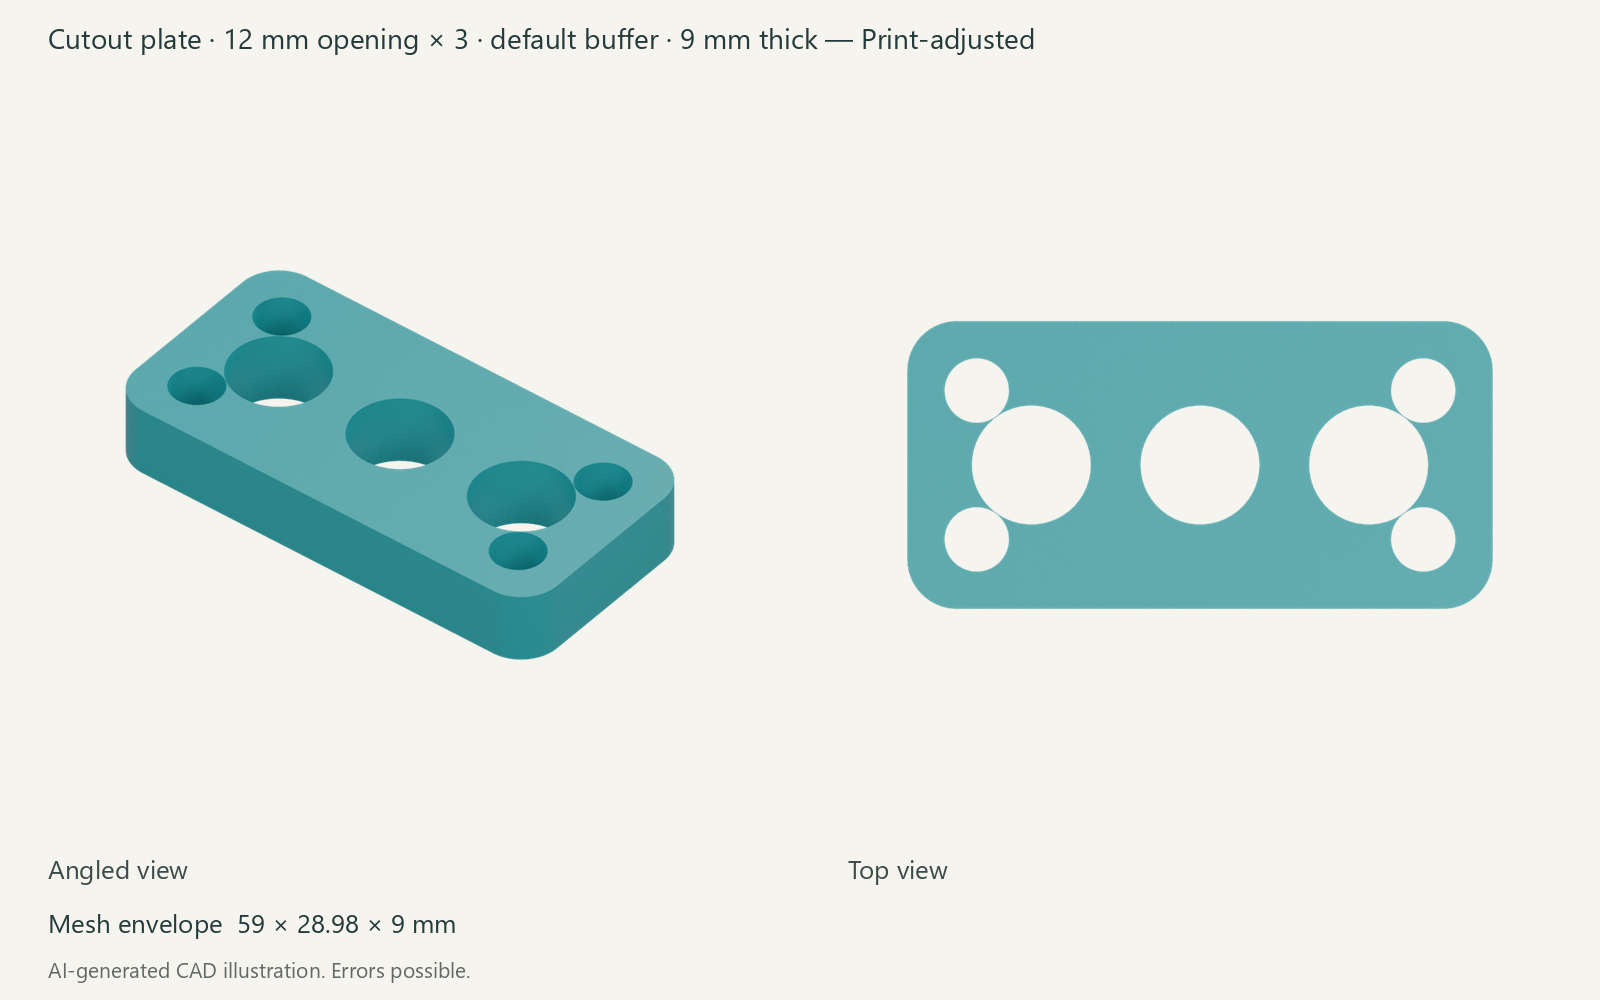 Cutout plate · 12 mm opening × 3 · default buffer · 9 mm thick — Print-adjusted
Angled view
Top view
Mesh envelope  59 × 28.98 × 9 mm
AI-generated CAD illustration. Errors possible.